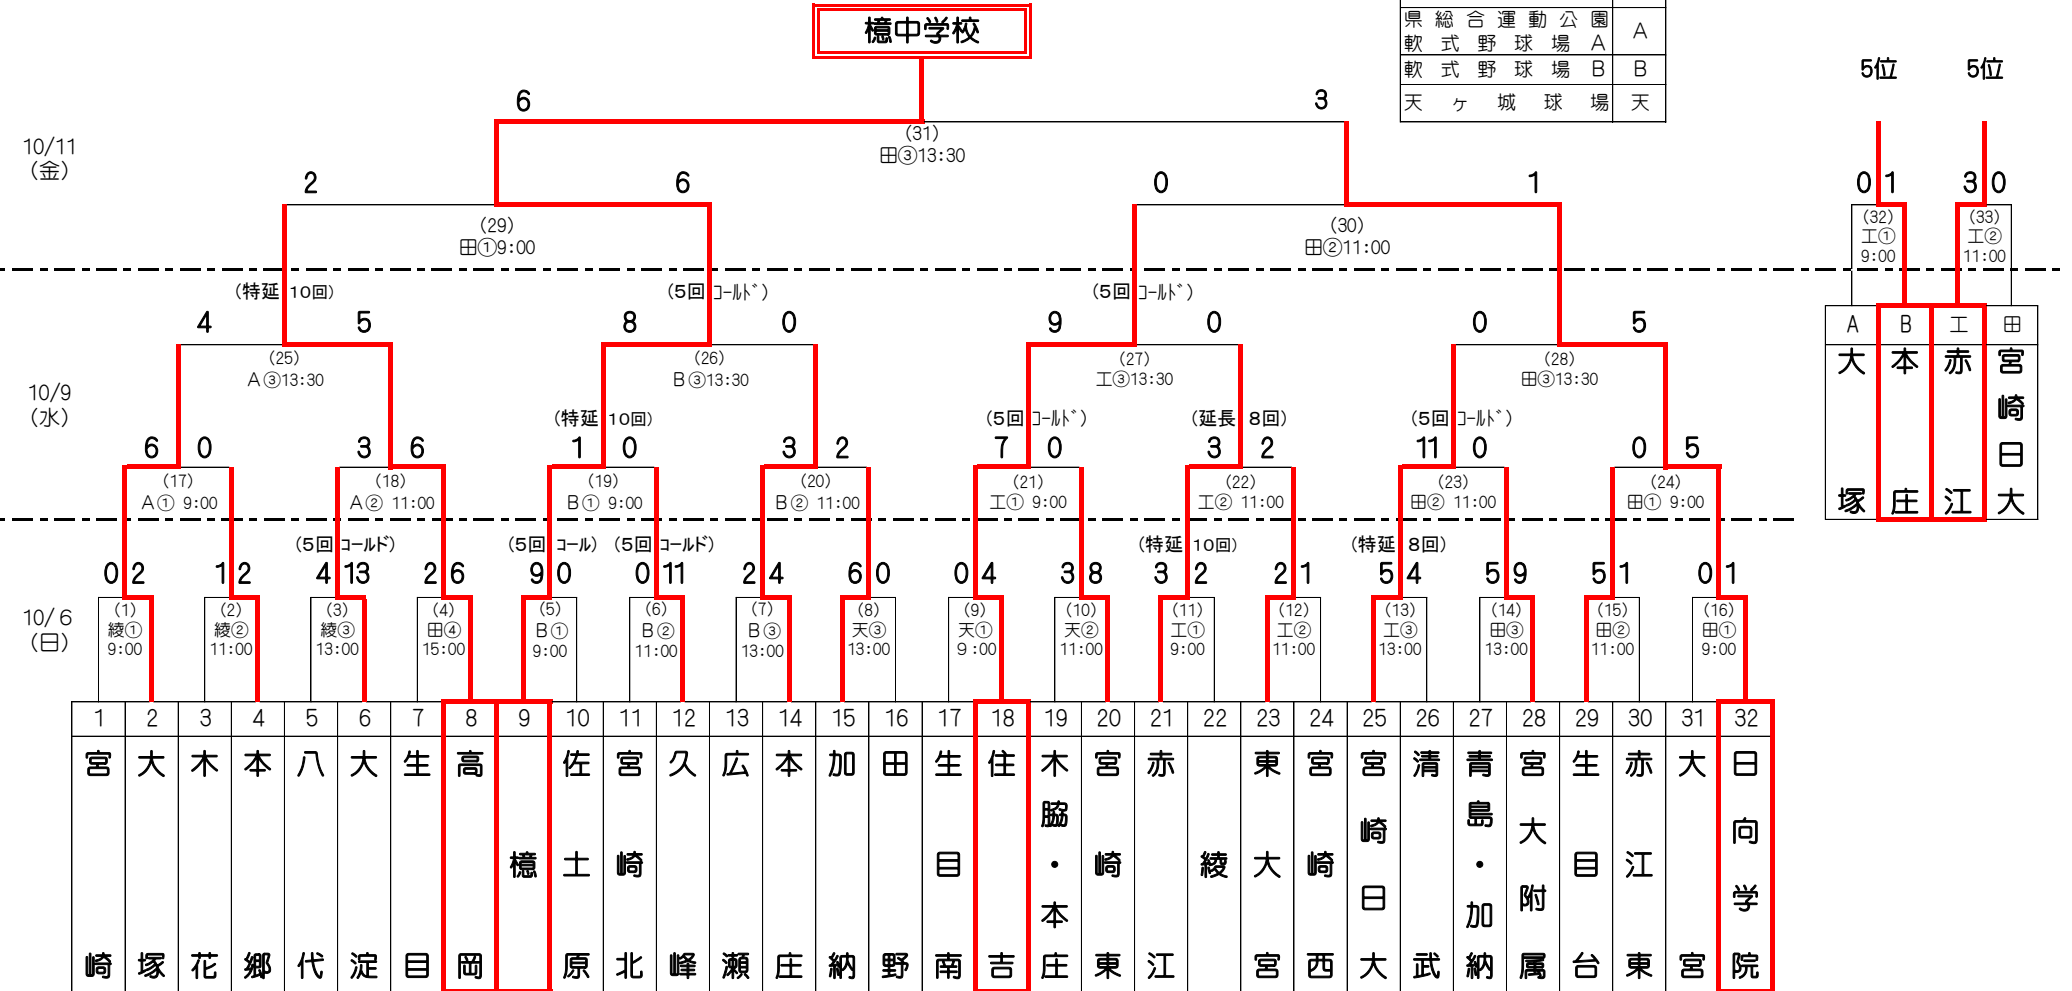 檍中学校
県総合運動公園
軟式野球場A A
軟式野球場B B
天ヶ城球場 天
5位 5位
6 3
10/11
(金)
(31)
田③13:30
2 6 0 1
0 1 3 0
(29)
田①9:00
(30)
田②11:00
(32)
工①
9:00
(33)
工②
11:00
(特延 10回) (5回コールド) (5回コールド)
4 5 8 0 9 0 0 5
(25)
A③13:30
(26)
B③13:30
(27)
工③13:30
(28)
田③13:30
A B 工 田
大塚
本庄
赤江
宮崎日大
10/9
(水)
(特延 10回) (5回コールド) (延長 8回) (5回コールド)
6 0 3 6 1 0 3 2 7 0 3 2 11 0 0 5
(17)
A① 9:00
(18)
A② 11:00
(19)
B① 9:00
(20)
B② 11:00
(21)
工① 9:00
(22)
工② 11:00
(23)
田② 11:00
(24)
田① 9:00
(5回コールド) (5回コール) (5回コールド) (特延 10回) (特延 8回)
0 2 1 2 4 13 2 6 9 0 0 11 2 4 6 0 0 4 3 8 3 2 2 1 5 4 5 9 5 1 0 1
10/6
(日)
(1)
綾①
9:00
(2)
綾②
11:00
(3)
綾③
13:00
(4)
田④
15:00
(5)
B①
9:00
(6)
B②
11:00
(7)
B③
13:00
(8)
天③
13:00
(9)
天①
9:00
(10)
天②
11:00
(11)
工①
9:00
(12)
工②
11:00
(13)
工③
13:00
(14)
田③
13:00
(15)
田②
11:00
(16)
田①
9:00
1 2 3 4 5 6 7 8 9 10 11 12 13 14 15 16 17 18 19 20 21 22 23 24 25 26 27 28 29 30 31 32
宮崎
大塚
木花
本郷
八代
大淀
生目
高岡
檍
佐土原
宮崎北
久峰
広瀬
本庄
加納
田野
生目南
住吉
木脇・本庄
宮崎東
赤江
綾
東大宮
宮崎西
宮崎日大
清武
青島・加納
宮大附属
生目台
赤江東
大宮
日向学院